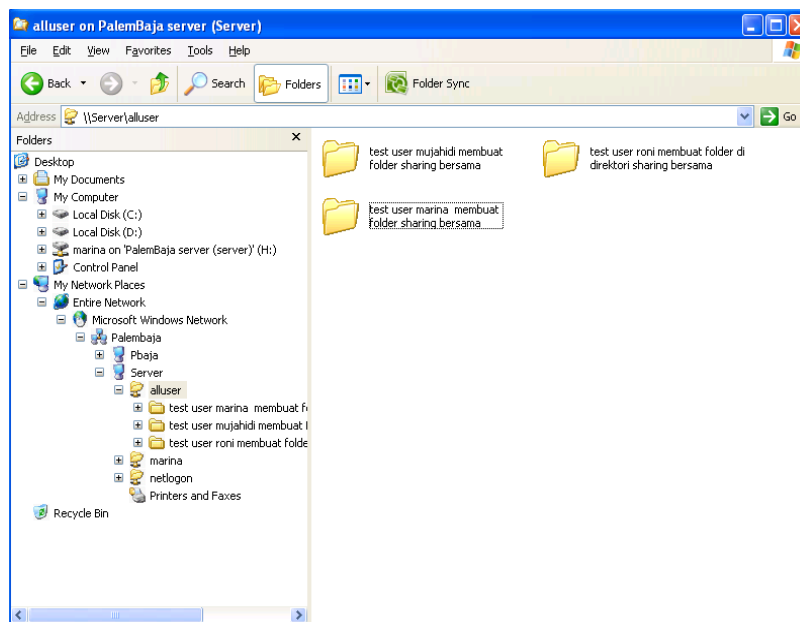 alluser on PalemBaja server (Server)
File Edit View Favorites Tools Help
Back Search Folders Folder Sync
Address \\Server\alluser Go
Folders
Desktop
My Documents
My Computer
Local Disk (C:)
Local Disk (D:)
marina on 'PalemBaja server (server)' (H:)
Control Panel
My Network Places
Entire Network
Microsoft Windows Network
Palembaja
Pbaja
Server
alluser
test user marina membuat f
test user mujahidi membuat
test user roni membuat folde
marina
netlogon
Printers and Faxes
Recycle Bin
test user mujahidi membuat
folder sharing bersama
test user roni membuat folder di
direktori sharing bersama
test user marina membuat
folder sharing bersama